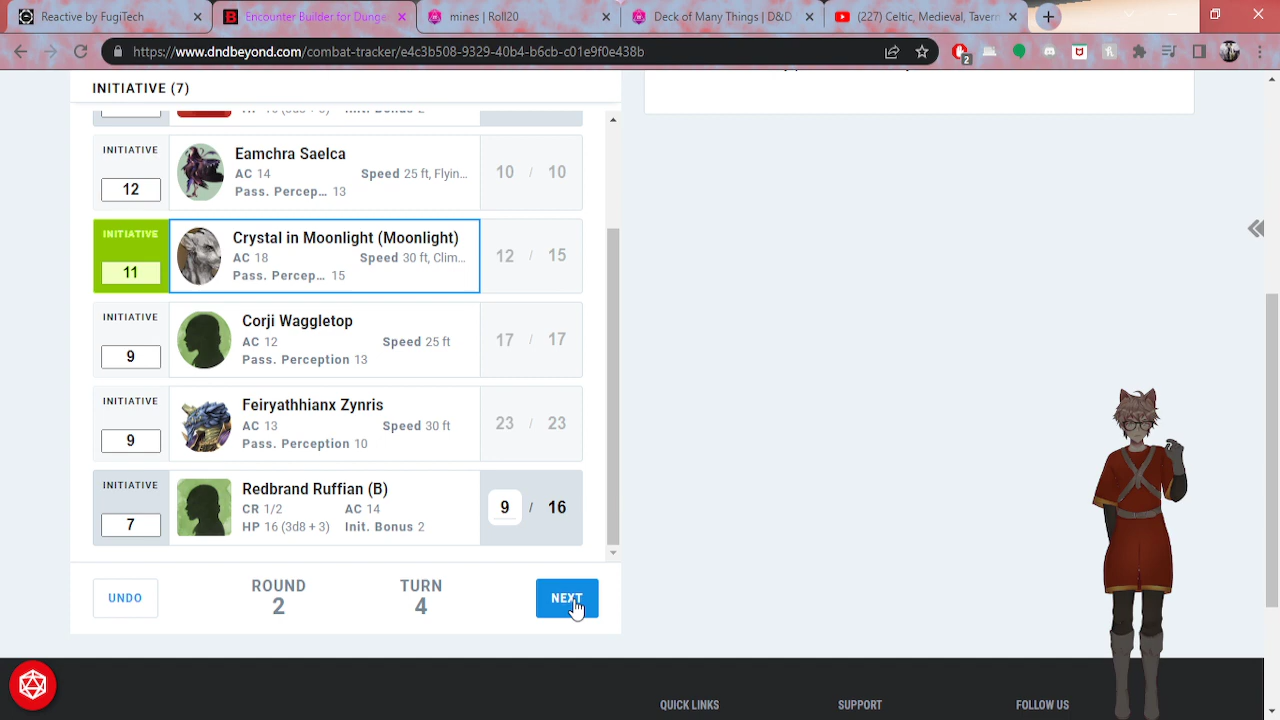 Reactive by FugiTech
Encounter Builder for Dunge
mines | Roll20
Deck of Many Things | D&D
(227) Celtic, Medieval, Tavern
https://www.dndbeyond.com/combat-tracker/e4c3b508-9329-40b4-b6cb-c01e9f0e438b
2
INITIATIVE (7)
INITIATIVE
12
Eamchra Saelca
AC 14 Speed 25 ft, Flyin...
Pass. Percep... 13
10 / 10
INITIATIVE
11
Crystal in Moonlight (Moonlight)
AC 18 Speed 30 ft, Clim...
Pass. Percep... 15
12 / 15
INITIATIVE
9
Corji Waggletop
AC 12 Speed 25 ft
Pass. Perception 13
17 / 17
INITIATIVE
9
Feiryathhianx Zynris
AC 13 Speed 30 ft
Pass. Perception 10
23 / 23
INITIATIVE
7
Redbrand Ruffian (B)
CR 1/2 AC 14
HP 16 (3d8 + 3) Init. Bonus 2
9 / 16
UNDO
ROUND
2
TURN
4
NEXT
QUICK LINKS SUPPORT FOLLOW US